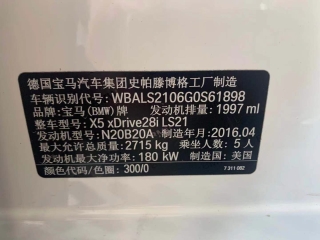 德国宝马汽车集团史帕滕博格工厂制造
车辆识别代号: WBALS2106G0S61898
品牌: 宝马(BMW)牌 发动机排量: 1997 ml
整车型号: X5 xDrive28i LS21
发动机型号: N20B20A 制造日期: 2016.04
最大允许总质量: 2715 kg 乘坐人数: 5 人
发动机最大净功率: 180 kW 制造国: 美国
颜色代码/色圈: 300/0
7 311 082